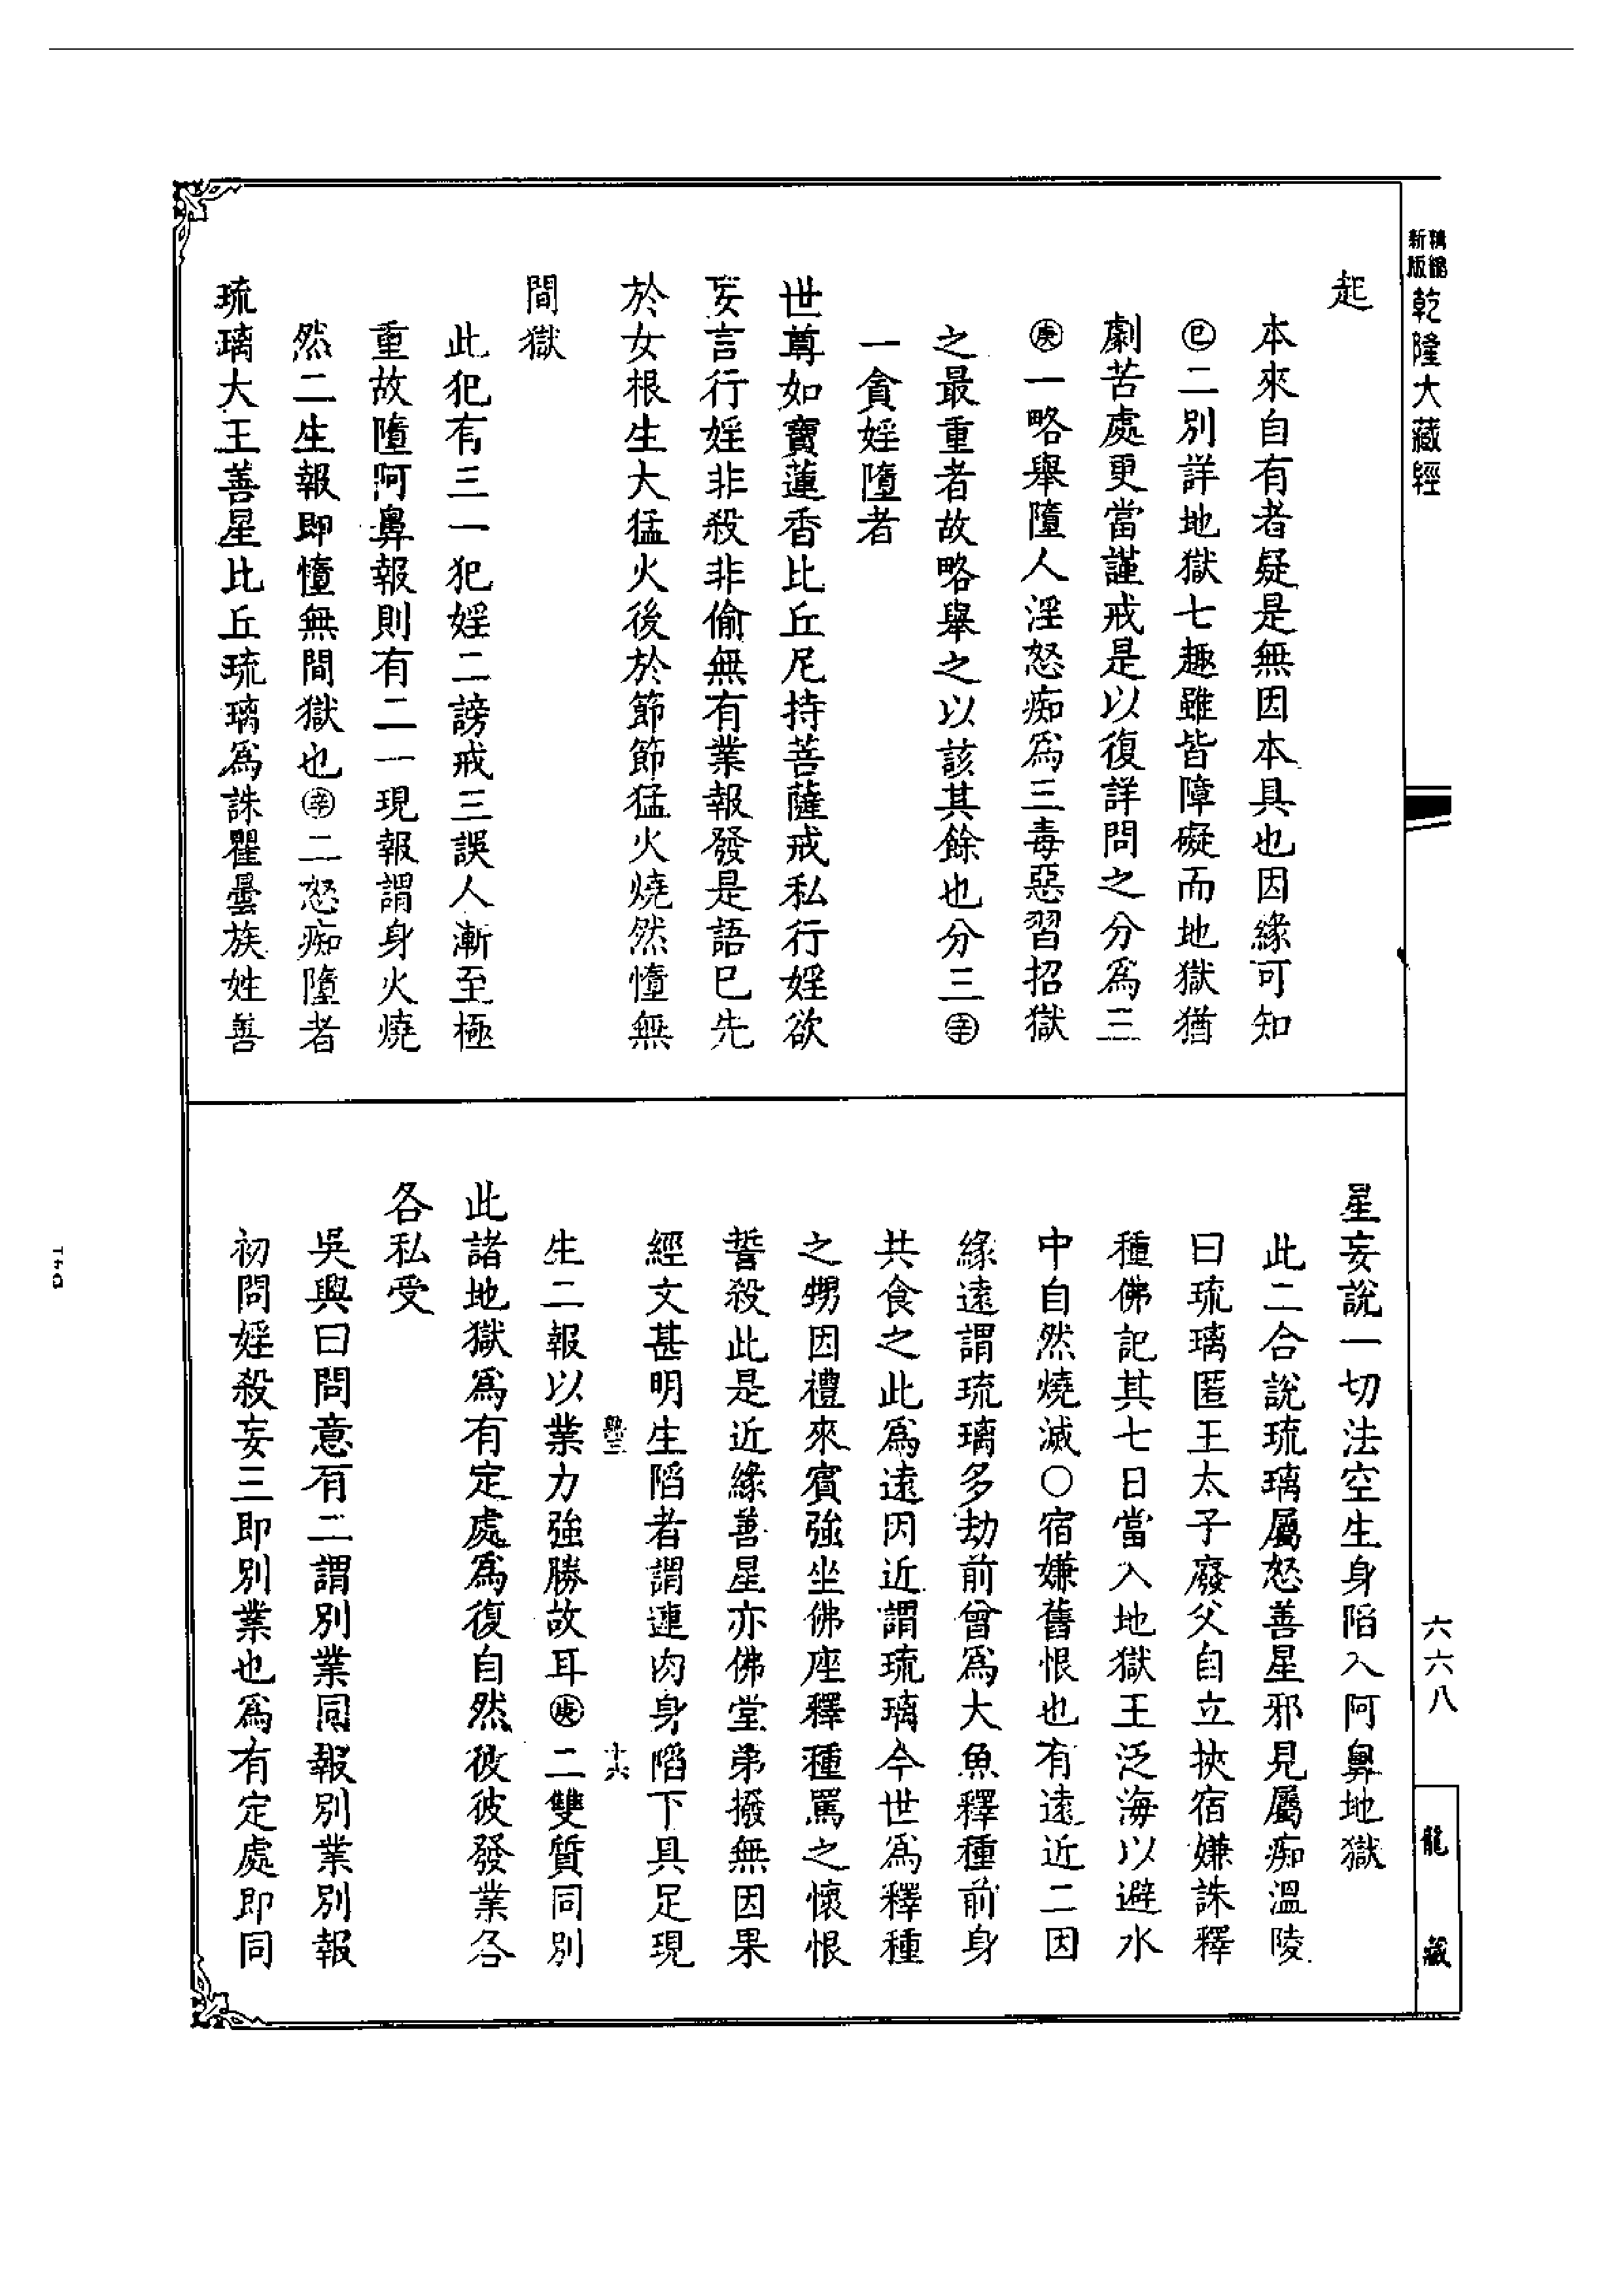 新版 精縮 乾隆大藏經
起
本來自有者疑是無因本具也因緣可知
㊂二別詳地獄七趣雖皆障礙而地獄猶
劇苦處更當謹戒是以復詳問之分為三
庚一略舉墮人淫怒痴為三毒惡習招獄
之最重者故略舉之以該其餘也分三辛
一貪婬墮者
世尊如寶蓮香比丘尼持菩薩戒私行婬欲
妄言行婬非殺非偷無有業報發是語巳先
於女根生大猛火後於節節猛火燒然墮無
間獄
此犯有三一犯婬二謗戒三誤人漸至極
重故墮阿鼻報則有二一現報謂身火燒
然二生報即墮無間獄也辛二怒痴墮者
琉璃大王善星比丘琉璃為誅瞿曇族姓善
星妄說一切法空生身陷入阿鼻地獄
此二合說琉璃屬怒善星邪見屬痴溫陵
曰琉璃匿王太子廢父自立挾宿嫌誅釋
種佛記其七日當入地獄王泛海以避水
中自然燒滅○宿嫌舊恨也有遠近二因
緣遠謂琉璃多劫前曾為大魚釋種前身
共食之此為遠因近謂琉璃今世為釋種
之甥因禮來賓強坐佛座釋種罵之懷恨
誓殺此是近緣善星亦佛堂弟撥無因果
經文甚明生陷者謂連肉身陷下具足現
十六
生二報以業力強勝故耳庚二雙質同別
此諸地獄為有定處為復自然彼彼發業各
各私受
吳興曰問意有二謂別業同報別業別報
初問婬殺妄三即別業也為有定處即同
六六八
龍藏